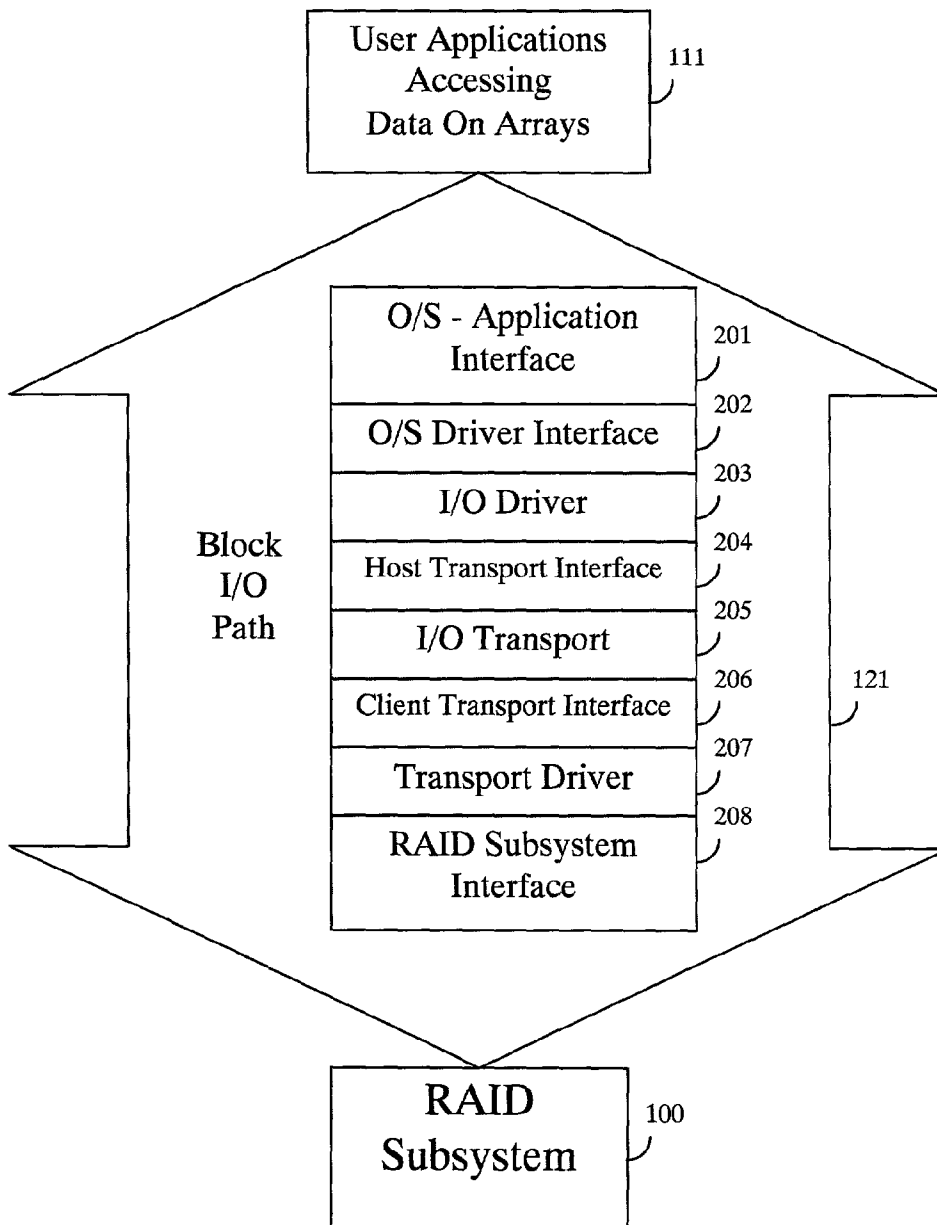 User Applications
Accessing
Data On Arrays
111
O/S - Application
Interface
201
202
O/S Driver Interface
203
I/O Driver
204
Host Transport Interface
205
I/O Transport
206
Client Transport Interface
207
Transport Driver
208
RAID Subsystem
Interface
Block
I/O
Path
121
RAID
Subsystem
100